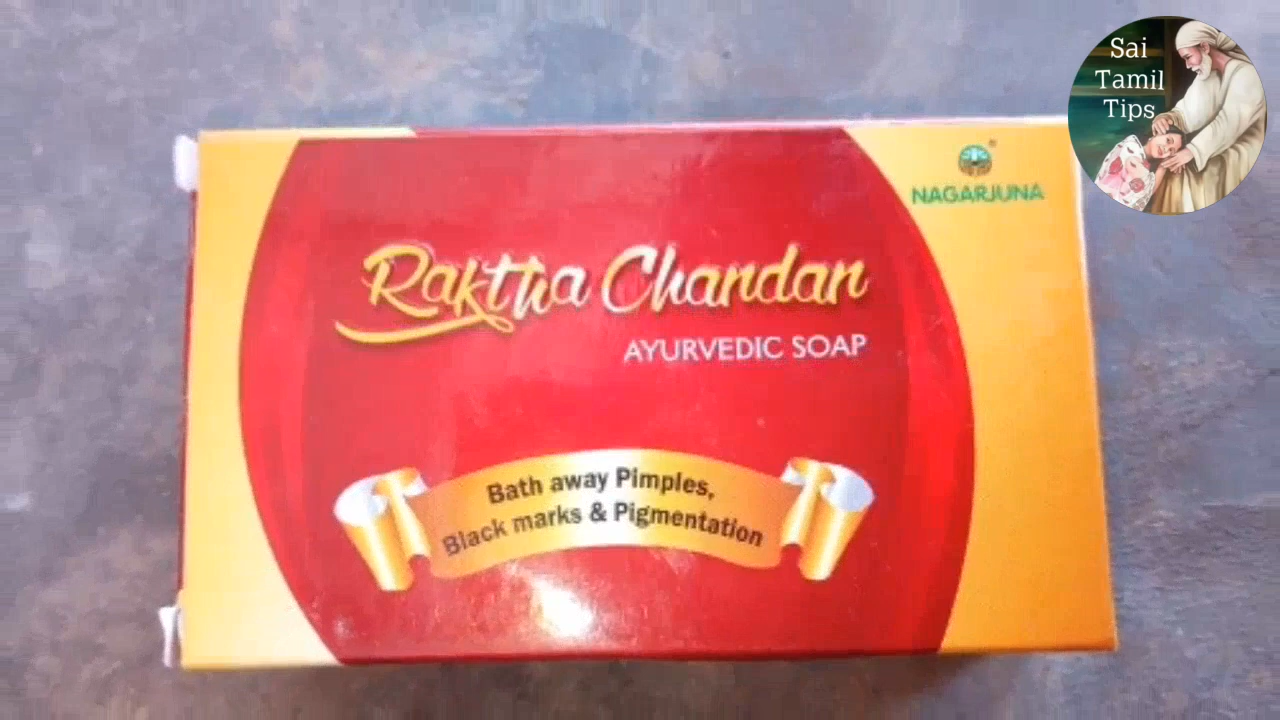 Sai
Tamil
Tips
NAGARJUNA
Raktha Chandan
AYURVEDIC SOAP
Bath away Pimples,
Black marks & Pigmentation